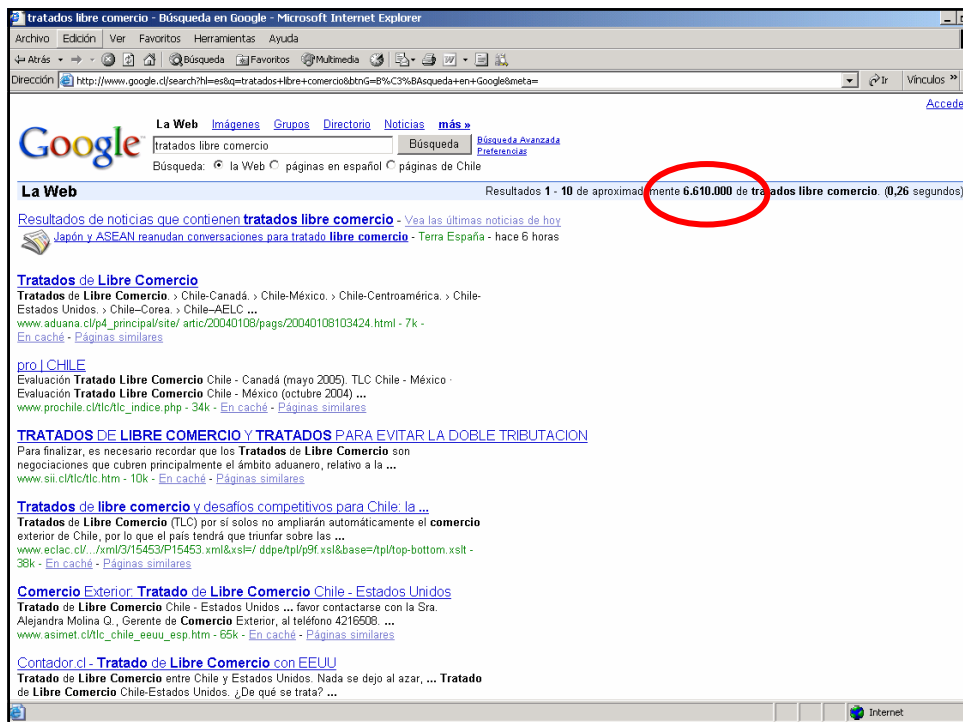 tratados libre comercio - Búsqueda en Google - Microsoft Internet Explorer
Archivo Edición Ver Favoritos Herramientas Ayuda
Atrás Búsqueda Favoritos Multimedia
Dirección http://www.google.cl/search?hl=es&q=tratados+libre+comercio&btnG=B%C3%BAsqueda+en+Google&meta= Ir Vínculos »
Accede
Google
La Web Imágenes Grupos Directorio Noticias más »
tratados libre comercio Búsqueda Búsqueda Avanzada
Preferencias
Búsqueda: la Web páginas en español páginas de Chile
La Web Resultados 1 - 10 de aproximadamente 6.610.000 de tratados libre comercio. (0,26 segundos)
Resultados de noticias que contienen tratados libre comercio - Vea las últimas noticias de hoy
Japón y ASEAN reanudan conversaciones para tratado libre comercio - Terra España - hace 6 horas
Tratados de Libre Comercio
Tratados de Libre Comercio. › Chile-Canadá. › Chile-México. › Chile-Centroamérica. › Chile-
Estados Unidos. › Chile–Corea. › Chile–AELC ...
www.aduana.cl/p4_principal/site/ artic/20040108/pags/20040108103424.html - 7k -
En caché - Páginas similares
pro | CHILE
Evaluación Tratado Libre Comercio Chile - Canadá (mayo 2005). TLC Chile - México ·
Evaluación Tratado Libre Comercio Chile - México (octubre 2004) ...
www.prochile.cl/tlc/tlc_indice.php - 34k - En caché - Páginas similares
TRATADOS DE LIBRE COMERCIO Y TRATADOS PARA EVITAR LA DOBLE TRIBUTACION
Para finalizar, es necesario recordar que los Tratados de Libre Comercio son
negociaciones que cubren principalmente el ámbito aduanero, relativo a la ...
www.sii.cl/tlc/tlc.htm - 10k - En caché - Páginas similares
Tratados de libre comercio y desafíos competitivos para Chile: la ...
Tratados de Libre Comercio (TLC) por sí solos no ampliarán automáticamente el comercio
exterior de Chile, por lo que el país tendrá que triunfar sobre las ...
www.eclac.cl/.../xml/3/15453/P15453.xml&xsl=/ ddpe/tpl/p9f.xsl&base=/tpl/top-bottom.xslt -
38k - En caché - Páginas similares
Comercio Exterior: Tratado de Libre Comercio Chile - Estados Unidos
Tratado de Libre Comercio Chile - Estados Unidos ... favor contactarse con la Sra.
Alejandra Molina Q., Gerente de Comercio Exterior, al teléfono 4216508. ...
www.asimet.cl/tlc_chile_eeuu_esp.htm - 65k - En caché - Páginas similares
Contador.cl - Tratado de Libre Comercio con EEUU
Tratado de Libre Comercio entre Chile y Estados Unidos. Nada se dejo al azar, ... Tratado
de Libre Comercio Chile-Estados Unidos. ¿De qué se trata? ...
Internet